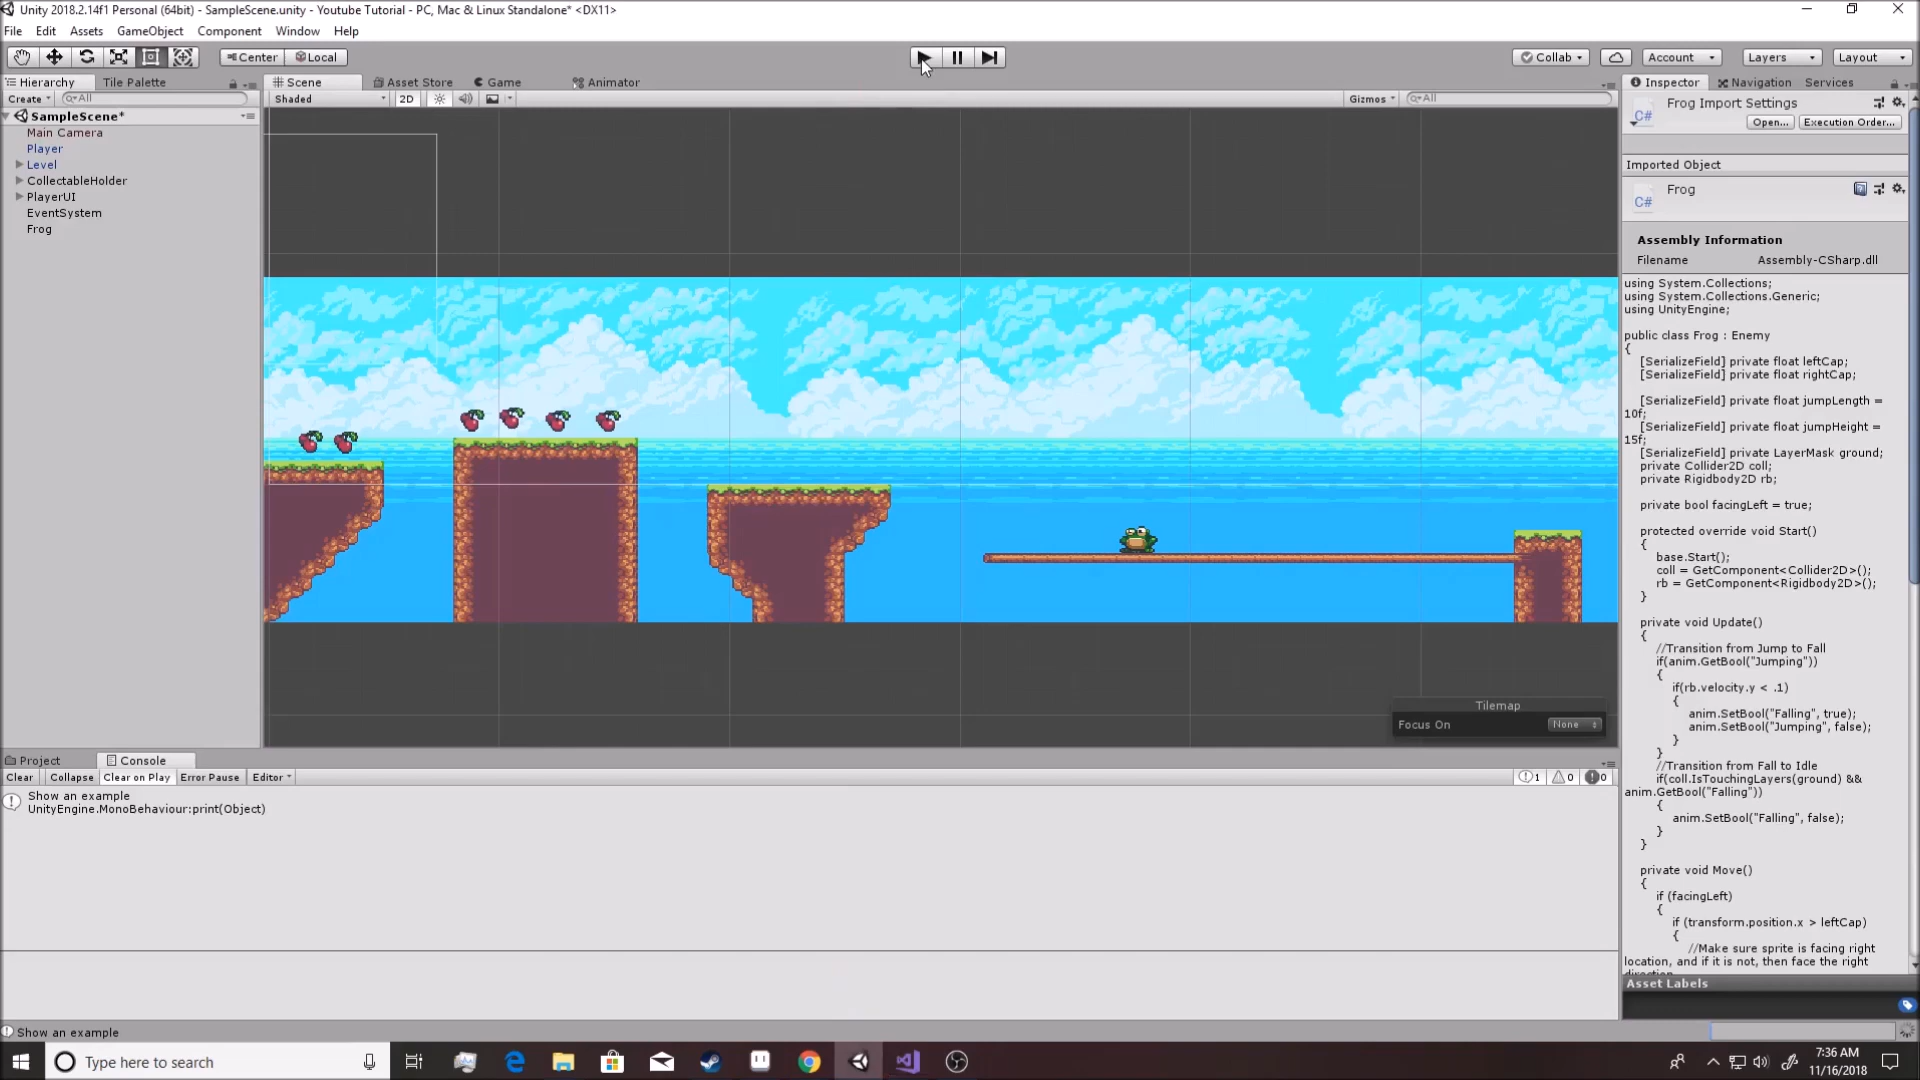 Unity 2018.2.14f1 Personal (64bit) - SampleScene.unity - Youtube Tutorial - PC, Mac & Linux Standalone* <DX11>
File Edit Assets GameObject Component Window Help
Center Local Collab Account Layers Layout
Hierarchy Tile Palette Scene Asset Store Game Animator Inspector Navigation Services
Create All Shaded 2D Gizmos All
SampleScene*
Main Camera
Player
Level
CollectableHolder
PlayerUI
EventSystem
Frog
Frog Import Settings
C#
Open... Execution Order...
Imported Object
Frog
C#
Assembly Information
Filename Assembly-CSharp.dll
using System.Collections;
using System.Collections.Generic;
using UnityEngine;
public class Frog : Enemy
{
[SerializeField] private float leftCap;
[SerializeField] private float rightCap;
[SerializeField] private float jumpLength =
10f;
[SerializeField] private float jumpHeight =
15f;
[SerializeField] private LayerMask ground;
private Collider2D coll;
private Rigidbody2D rb;
private bool facingLeft = true;
protected override void Start()
{
base.Start();
coll = GetComponent<Collider2D>();
rb = GetComponent<Rigidbody2D>();
}
private void Update()
{
//Transition from Jump to Fall
if(anim.GetBool("Jumping"))
{
if(rb.velocity.y < .1)
{
anim.SetBool("Falling", true);
anim.SetBool("Jumping", false);
}
}
//Transition from Fall to Idle
if(coll.IsTouchingLayers(ground) &&
anim.GetBool("Falling"))
{
anim.SetBool("Falling", false);
}
}
private void Move()
{
if (facingLeft)
{
if (transform.position.x > leftCap)
{
//Make sure sprite is facing right
location, and if it is not, then face the right
direction
Asset Labels
Tilemap
Focus On None
Project Console
Clear Collapse Clear on Play Error Pause Editor 1 0 0
Show an example
UnityEngine.MonoBehaviour:print(Object)
Show an example
Type here to search
7:36 AM
11/16/2018